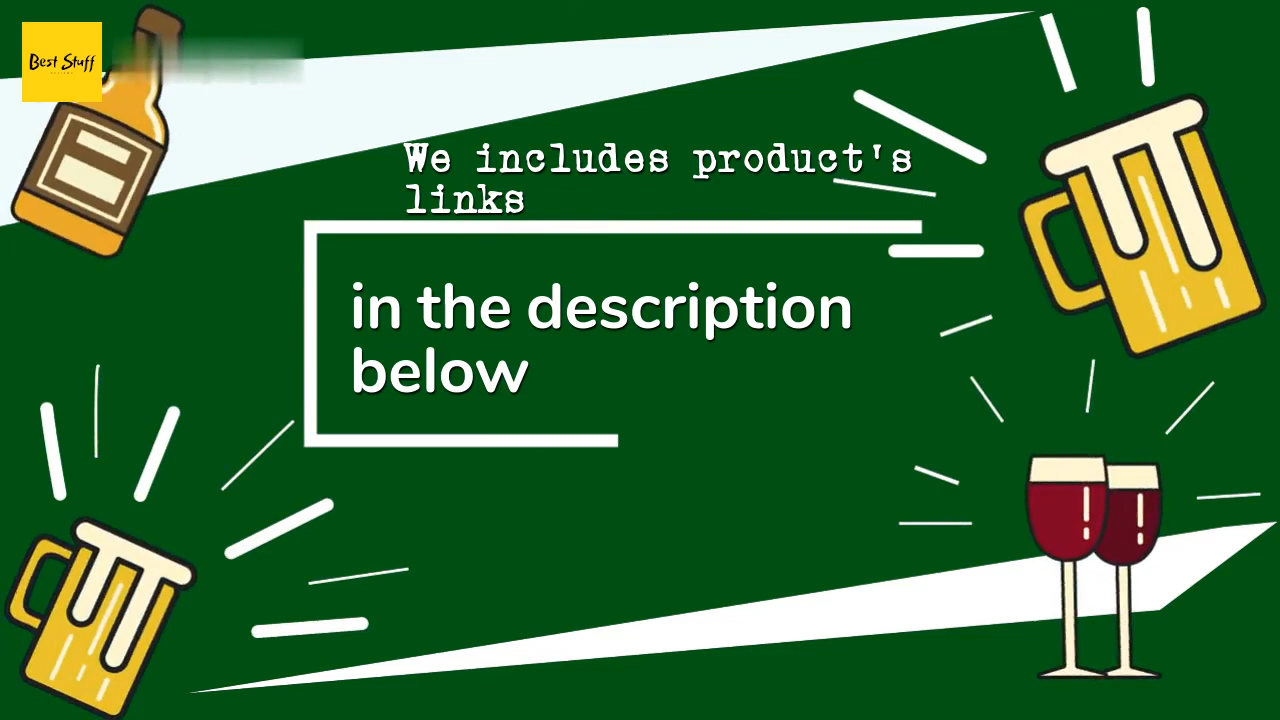 Best Stuff
We includes product's
links
in the description
below